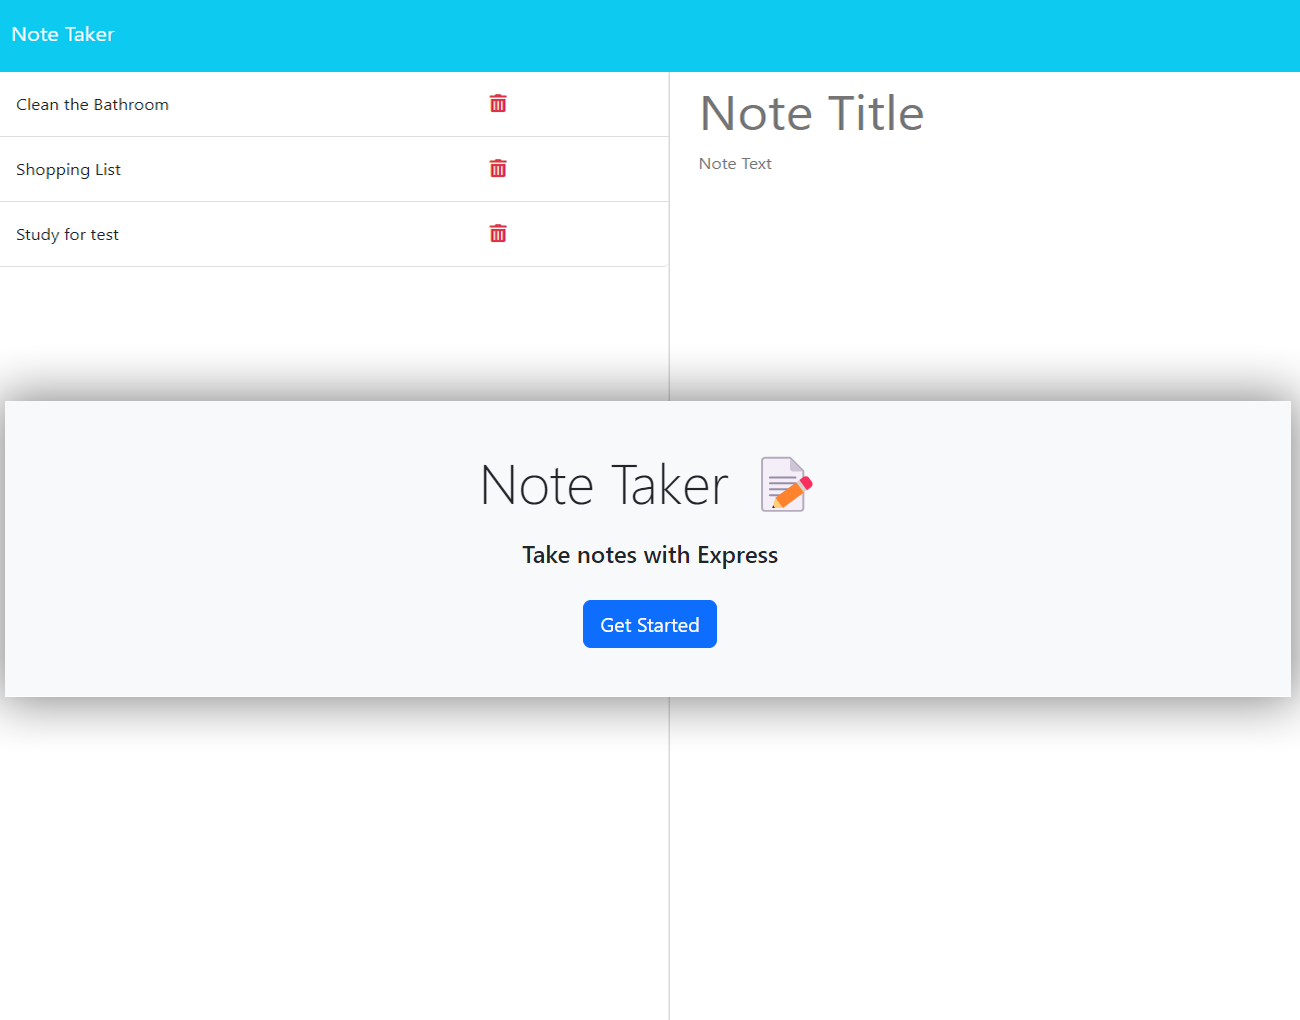 Note Taker
Clean the Bathroom
Shopping List
Study for test
Note Title
Note Text
Note Taker
Take notes with Express
Get Started